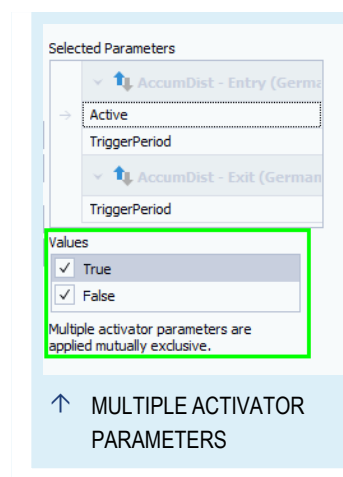 Selected Parameters
AccumDist - Entry (Germa
Active
TriggerPeriod
AccumDist - Exit (German
TriggerPeriod
Values
True
False
Multiple activator parameters are
applied mutually exclusive.
↑ MULTIPLE ACTIVATOR
PARAMETERS